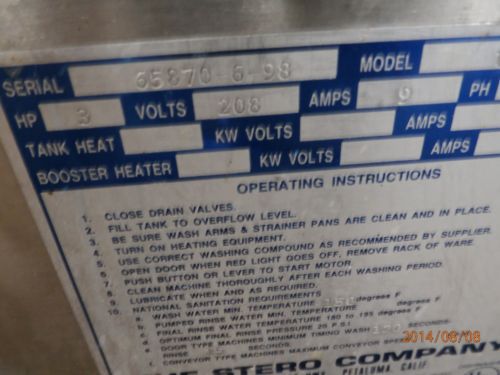 SERIAL 65870-6-98 MODEL
HP 3 VOLTS 208 AMPS 9 PH
TANK HEAT KW VOLTS AMPS
BOOSTER HEATER KW VOLTS AMPS
OPERATING INSTRUCTIONS
1. CLOSE DRAIN VALVES.
2. FILL TANK TO OVERFLOW LEVEL.
3. BE SURE WASH ARMS & STRAINER PANS ARE CLEAN AND IN PLACE.
4. TURN ON HEATING EQUIPMENT.
5. USE CORRECT WASHING COMPOUND AS RECOMMENDED BY SUPPLIER.
6. OPEN DOOR WHEN RED LIGHT GOES OFF, REMOVE RACK OF WARE.
7. PUSH BUTTON OR LEVER TO START MOTOR.
8. CLEAN MACHINE THOROUGHLY AFTER EACH WASHING PERIOD.
9. LUBRICATE WHEN AND AS REQUIRED.
10. NATIONAL SANITATION REQUIREMENTS
a. WASH WATER MIN. TEMPERATURE 150 degrees F
b. PUMPED RINSE WATER MIN. TEMPERATURE degrees F
c. FINAL RINSE WATER TEMPERATURE 180 to 195 degrees F
d. OPTIMUM FINAL RINSE PRESSURE 20 P.S.I.
e. DOOR TYPE MACHINES MINIMUM TIMING WASH SECONDS
RINSE SECONDS.
f. CONVEYOR TYPE MACHINES MAXIMUM CONVEYOR SPEED
THE STERO COMPANY
PETALUMA, CALIF.
2014/08/08